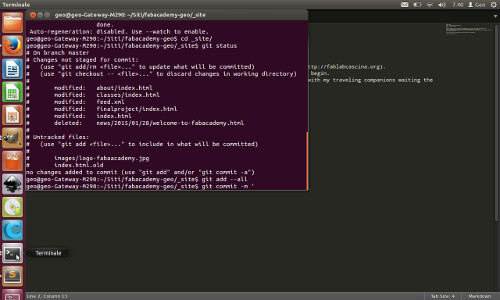 Terminale
7:40
Geo
geo@geo-Gateway-M290: ~/Siti/fabacademy-geo/_site
done.
Auto-regeneration: disabled. Use --watch to enable.
geo@geo-Gateway-M290:~/Siti/fabacademy-geo$ cd _site/
geo@geo-Gateway-M290:~/Siti/fabacademy-geo/_site$ git status
# On branch master
# Changes not staged for commit:
#   (use "git add/rm <file>..." to update what will be committed)
#   (use "git checkout -- <file>..." to discard changes in working directory)
#
#       modified:   about/index.html
#       modified:   classes/index.html
#       modified:   feed.xml
#       modified:   finalproject/index.html
#       modified:   index.html
#       deleted:    news/2015/01/28/welcome-to-fabacademy.html
#
# Untracked files:
#   (use "git add <file>..." to include in what will be committed)
#
#       images/logo-fabacademy.jpg
#       index.html.old
no changes added to commit (use "git add" and/or "git commit -a")
geo@geo-Gateway-M290:~/Siti/fabacademy-geo/_site$ git add --all
geo@geo-Gateway-M290:~/Siti/fabacademy-geo/_site$ git commit -m '
ttp://fablabcascina.org).
begin.
with my traveling companions waiting the
Terminale
Line 2, Column 13
Tab Size: 4
Markdown